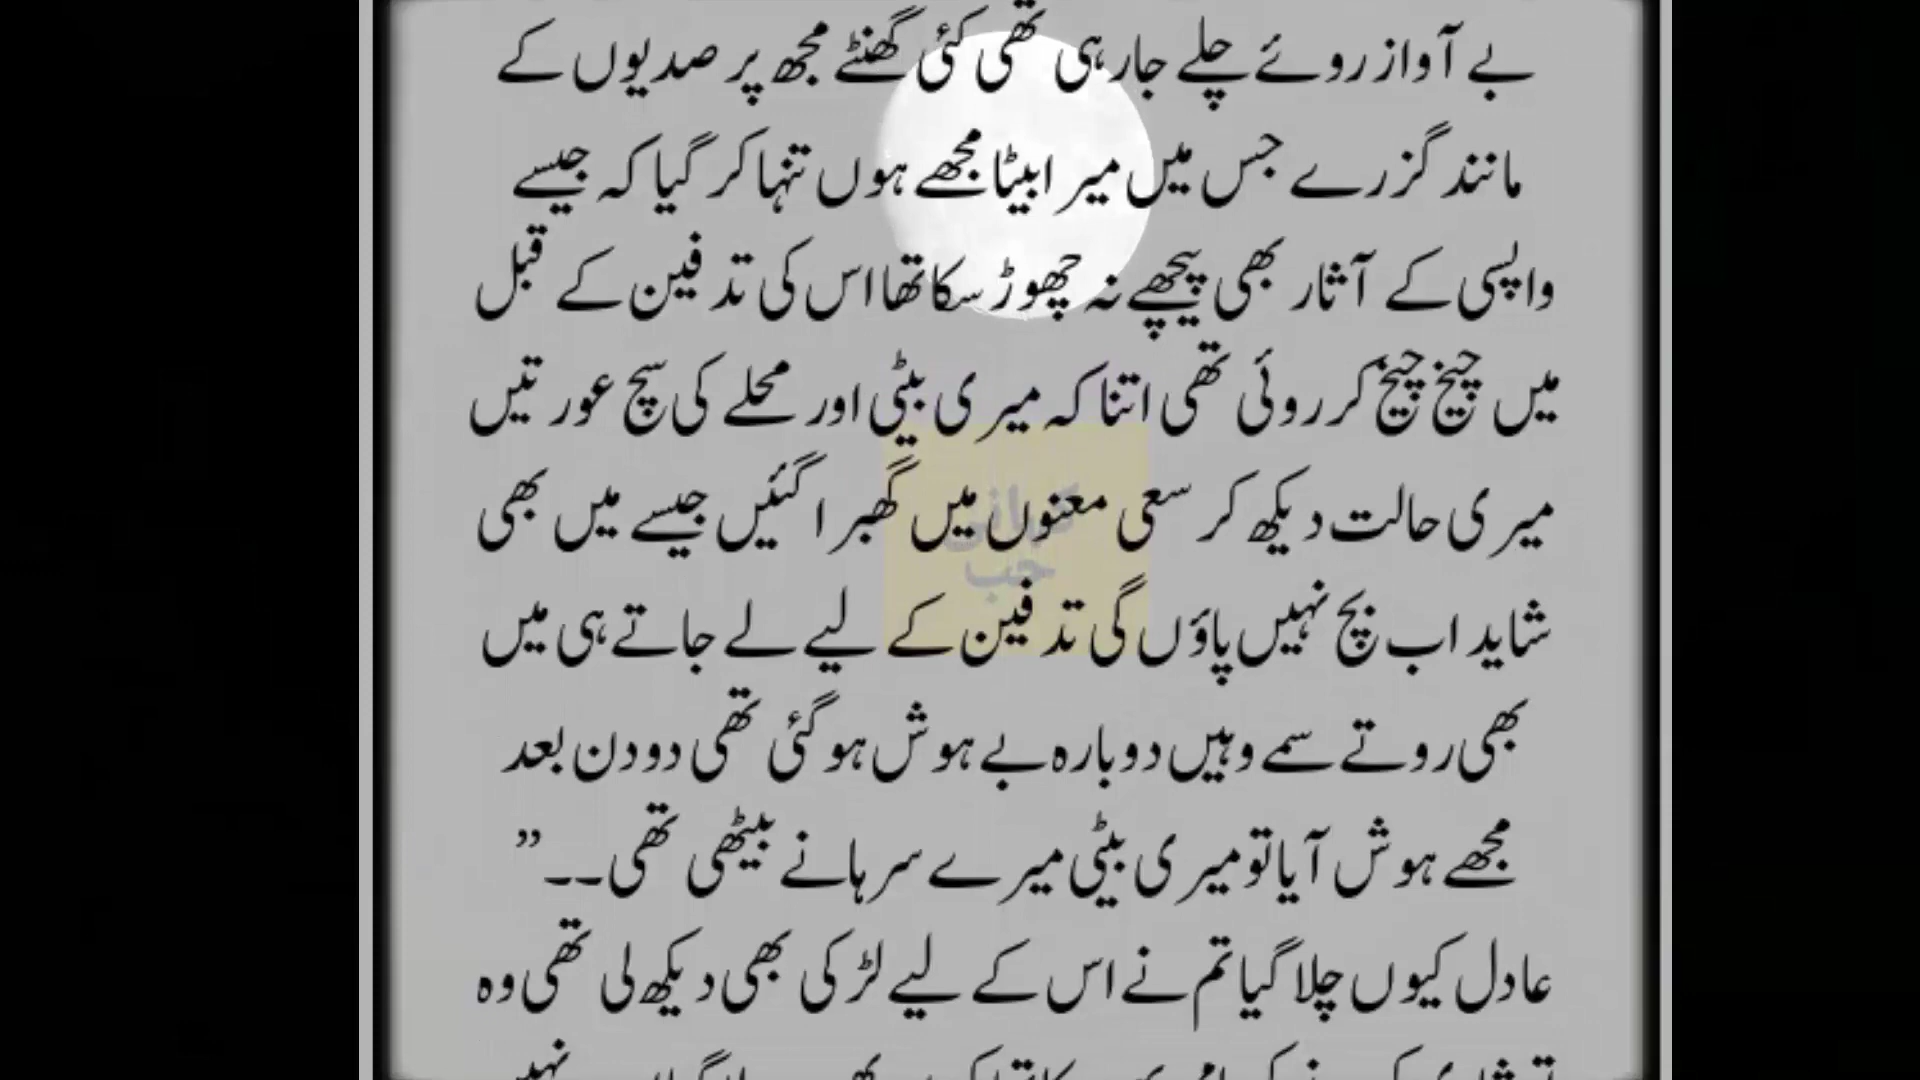 بے آواز روئے چلے جارہی تھی کئی گھنٹے مجھ پر صدیوں کے
مانند گزرے جس میں میرا بیٹا مجھے ہوں تنہا کر گیا کہ جیسے
واپسی کے آثار بھی پیچھے نہ چھوڑ سکا تھا اس کی تدفین کے قبل
میں چیخ چیخ کر روئی تھی اتنا کہ میری بیٹی اور محلے کی سچ عورتیں
میری حالت دیکھ کر سعی معنوں میں گھبرا گئیں جیسے میں بھی
شاید اب بچ نہیں پاؤں گی تدفین کے لیے لے جاتے ہی میں
بھی روتے سمے وہیں دوبارہ بے ہوش ہو گئی تھی دو دن بعد
مجھے ہوش آیا تو میری بیٹی میرے سرہانے بیٹھی تھی۔۔”
عادل کیوں چلا گیا تم نے اس کے لیے لڑکی بھی دیکھ لی تھی وہ
کہانی
حب